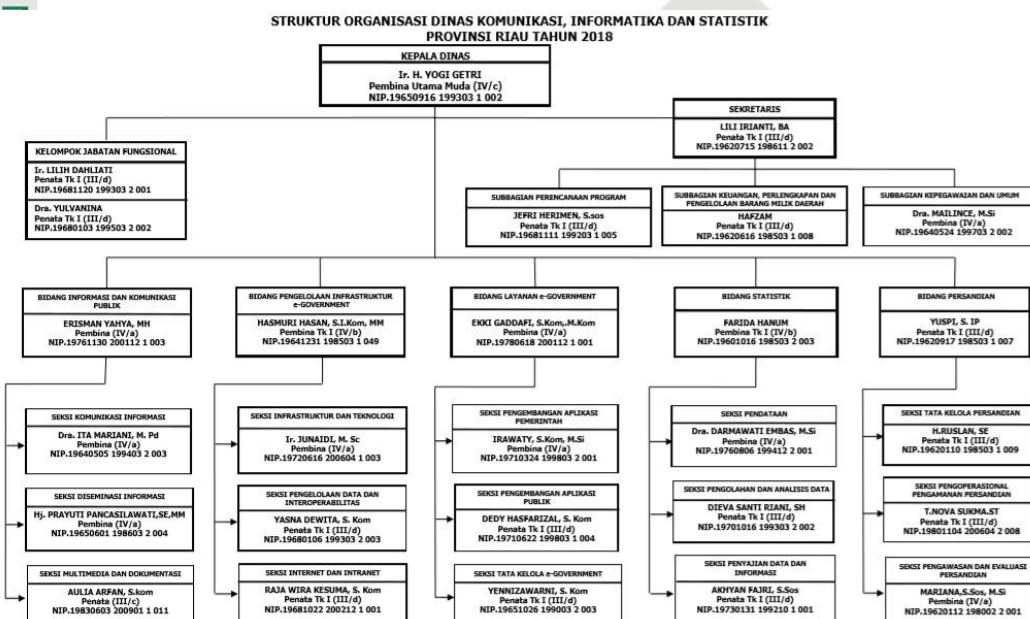 STRUKTUR ORGANISASI DINAS KOMUNIKASI, INFORMATIKA DAN STATISTIK
PROVINSI RIAU TAHUN 2018
KEPALA DINAS
Ir. H. YOGI GETRI
Pembina Utama Muda (IV/c)
NIP.19650916 199303 1 002
SEKRETARIS
LILI IRIANTI, BA
Penata Tk I (III/d)
NIP.19620715 198611 2 002
KELOMPOK JABATAN FUNGSIONAL
Ir. LILIH DAHLIATI
Penata Tk I (III/d)
NIP.19681120 199303 2 001
Dra. YULVANINA
Penata Tk I (III/d)
NIP.19680103 199503 2 002
SUBBAGIAN PERENCANAAN PROGRAM
JEFRI HERIMEN, S.sos
Penata Tk I (III/d)
NIP.19681111 199203 1 005
SUBBAGIAN KEUANGAN, PERLENGKAPAN DAN
PENGELOLAAN BARANG MILIK DAERAH
HAFZAM
Penata Tk I (III/d)
NIP.19620616 198503 1 008
SUBBAGIAN KEPEGAWAIAN DAN UMUM
Dra. MAILINCE, M.Si
Pembina (IV/a)
NIP.19640524 199703 2 002
BIDANG INFORMASI DAN KOMUNIKASI
PUBLIK
ERISMAN YAHYA, MH
Pembina (IV/a)
NIP.19761130 200112 1 003
BIDANG PENGELOLAAN INFRASTRUKTUR
e-GOVERNMENT
HASMURI HASAN, S.I.Kom, MM
Pembina Tk I (IV/b)
NIP.19641231 198503 1 049
BIDANG LAYANAN e-GOVERNMENT
EKKI GADDAFI, S.Kom,.M.Kom
Pembina (IV/a)
NIP.19780618 200112 1 001
BIDANG STATISTIK
FARIDA HANUM
Pembina Tk I (IV/b)
NIP.19601016 198503 2 003
BIDANG PERSANDIAN
YUSPI, S. IP
Penata Tk I (III/d)
NIP.19620917 198503 1 007
SEKSI KOMUNIKASI INFORMASI
Dra. ITA MARIANI, M. Pd
Pembina (IV/a)
NIP.19640505 199403 2 003
SEKSI INFRASTRUKTUR DAN TEKNOLOGI
Ir. JUNAIDI, M. Sc
Pembina (IV/a)
NIP.19720616 200604 1 003
SEKSI PENGEMBANGAN APLIKASI
PEMERINTAH
IRAWATY, S.Kom, M.Si
Pembina (IV/a)
NIP.19710324 199803 2 001
SEKSI PENDATAAN
Dra. DARMAWATI EMBAS, M.Si
Pembina (IV/a)
NIP.19760806 199412 2 001
SEKSI TATA KELOLA PERSANDIAN
H.RUSLAN, SE
Penata Tk I (III/d)
NIP.19620110 198503 1 009
SEKSI DISEMINASI INFORMASI
Hj. PRAYUTI PANCASILAWATI,SE,MM
Pembina (IV/a)
NIP.19650601 198603 2 004
SEKSI PENGELOLAAN DATA DAN
INTEROPERABILITAS
YASNA DEWITA, S. Kom
Penata Tk I (III/d)
NIP.19680106 199303 2 003
SEKSI PENGEMBANGAN APLIKASI
PUBLIK
DEDY HASFARIZAL, S. Kom
Penata Tk I (III/d)
NIP.19710622 199803 1 004
SEKSI PENGOLAHAN DAN ANALISIS DATA
DIEVA SANTI RIANI, SH
Penata Tk I (III/d)
NIP.19701016 199303 2 002
SEKSI PENGOPERASIONAL
PENGAMANAN PERSANDIAN
T.NOVA SUKMA.ST
Penata Tk I (III/d)
NIP.19801104 200604 2 008
SEKSI MULTIMEDIA DAN DOKUMENTASI
AULIA ARFAN, S.kom
Penata (III/c)
NIP.19830603 200901 1 011
SEKSI INTERNET DAN INTRANET
RAJA WIRA KESUMA, S. Kom
Penata Tk I (III/d)
NIP.19681022 200212 1 001
SEKSI TATA KELOLA e-GOVERNMENT
YENNIZAWARNI, S. Kom
Penata Tk I (III/d)
NIP.19651026 199003 2 003
SEKSI PENYAJIAN DATA DAN
INFORMASI
AKHYAN FAJRI, S.Sos
Penata Tk I (III/d)
NIP.19730131 199210 1 001
SEKSI PENGAWASAN DAN EVALUASI
PERSANDIAN
MARIANA,S.Sos, M.Si
Pembina (IV/a)
NIP.19620112 198002 2 001